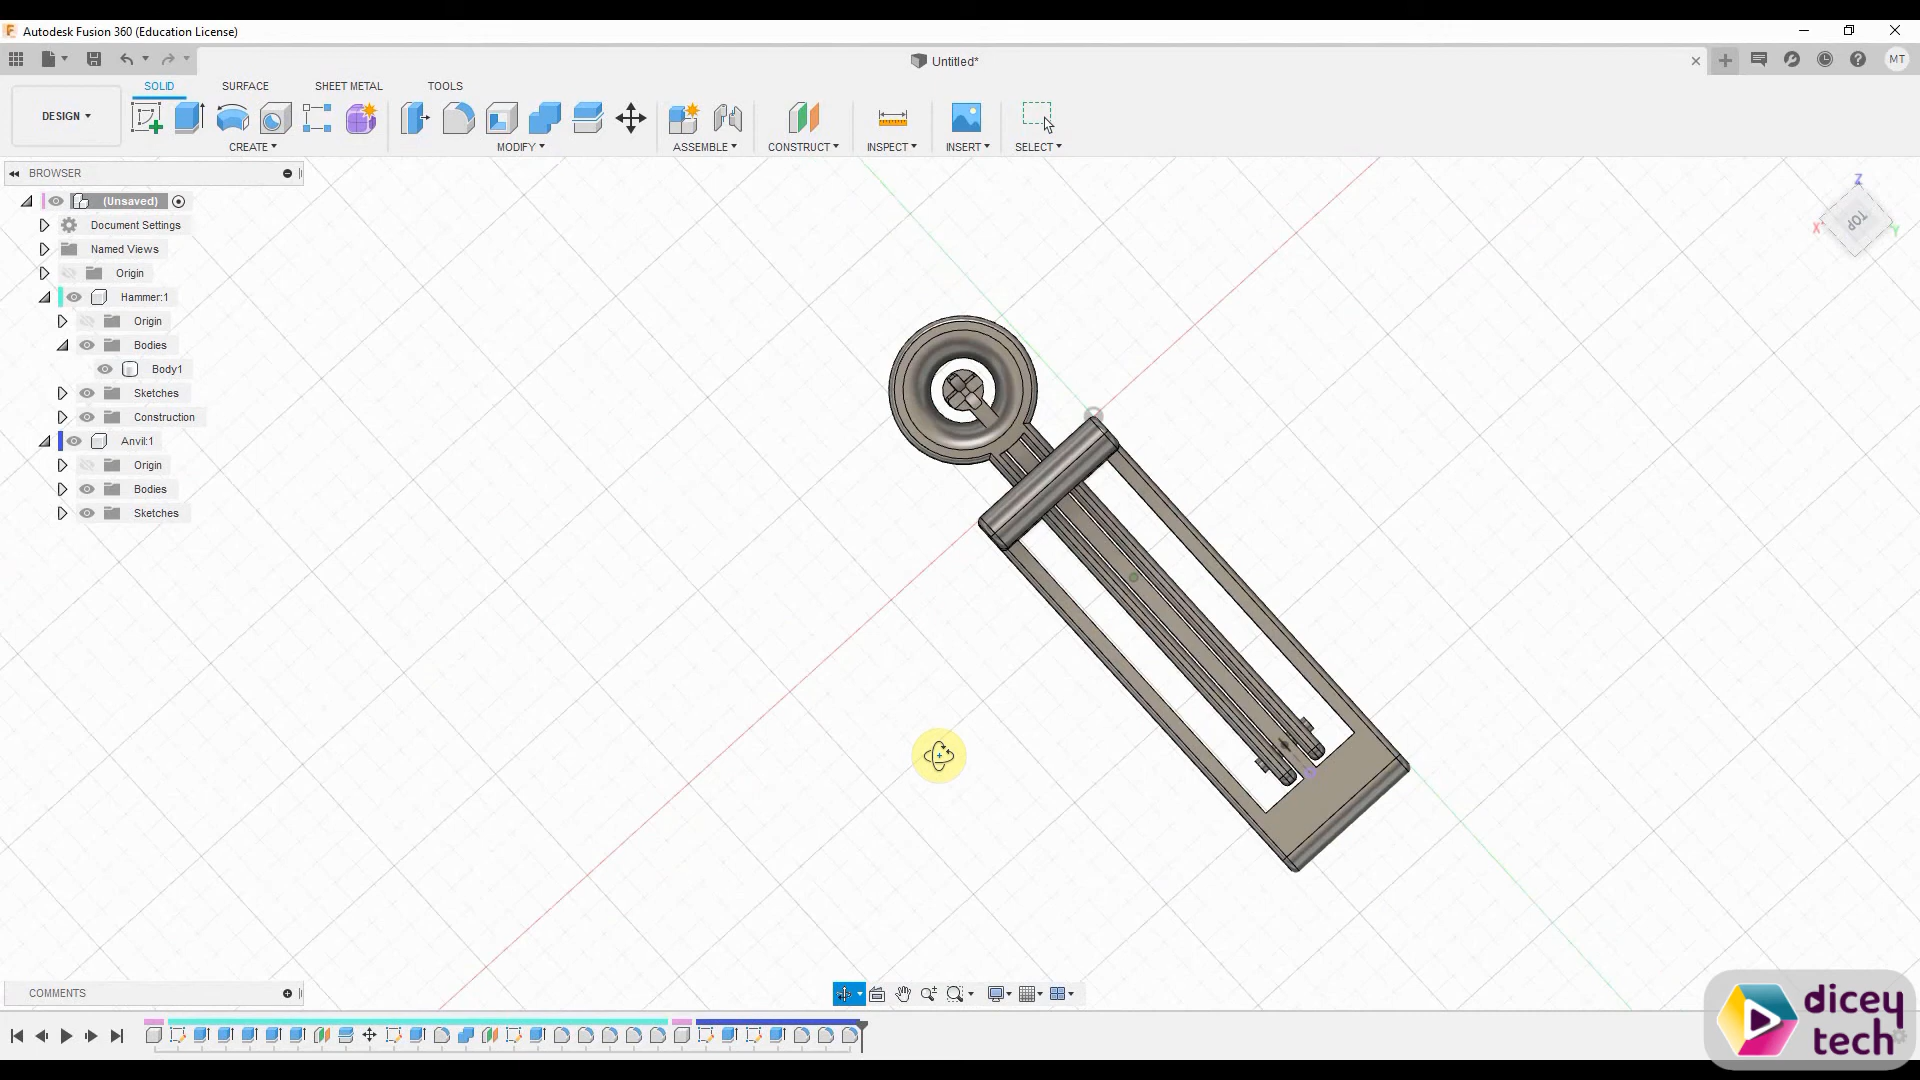 Autodesk Fusion 360 (Education License)
Untitled*
MT
SOLID SURFACE SHEET METAL TOOLS
DESIGN
CREATE MODIFY ASSEMBLE CONSTRUCT INSPECT INSERT SELECT
BROWSER
(Unsaved)
Document Settings
Named Views
Origin
Hammer:1
Origin
Bodies
Body1
Sketches
Construction
Anvil:1
Origin
Bodies
Sketches
Z
TOP
X
Y
COMMENTS
dicey
tech